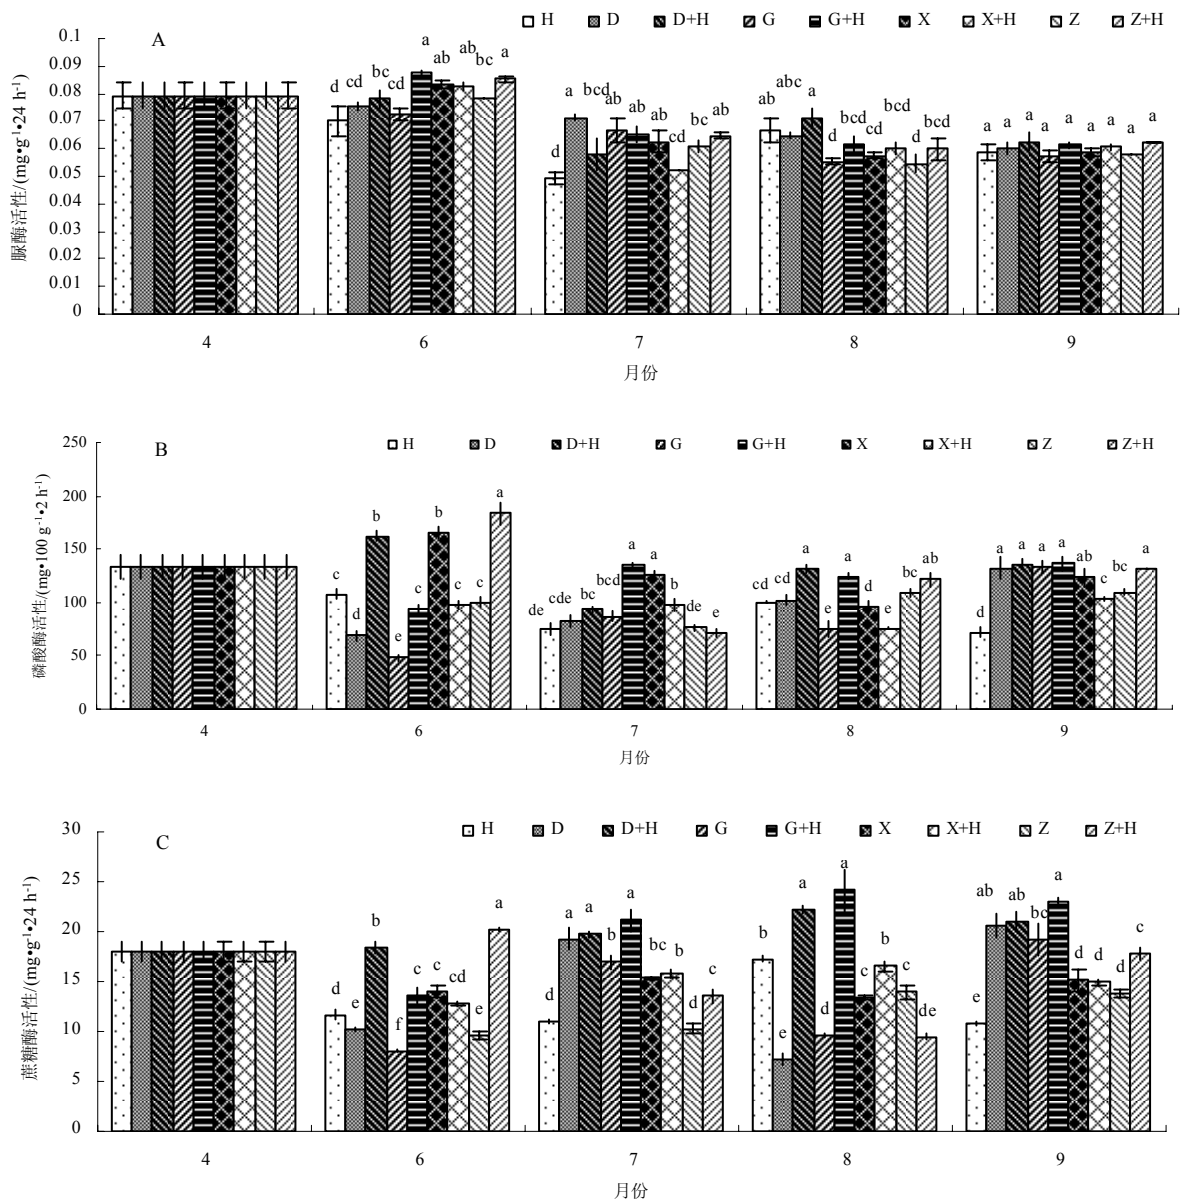 H D D+H G G+H X X+H Z Z+H
A
0.1
0.09
0.08
0.07
0.06
0.05
0.04
0.03
0.02
0.01
0
脲酶活性/(mg•g¹•24 h⁻¹)
d cd bc cd a ab ab bc a
d a bcd ab ab ab cd bc ab
ab abc a d bcd cd bcd d bcd
a a a a a a a a a
4 6 7 8 9
月份
B
H D D+H G G+H X X+H Z Z+H
250
200
150
100
50
0
磷酸酶活性/(mg•100 g⁻¹•2 h⁻¹)
c d b e c b c c a
de cde b bcd a a b de e
cd cd a e a d e bc ab
d a a a a ab c bc a
4 6 7 8 9
月份
C
H D D+H G G+H X X+H Z Z+H
30
25
20
15
10
5
0
蔗糖酶活性/(mg•g⁻¹•24 h⁻¹)
b e b f c c cd e a
d a a b a bc b d c
b e a d a c b c de
e ab ab bc a d d d c
4 6 7 8 9
月份